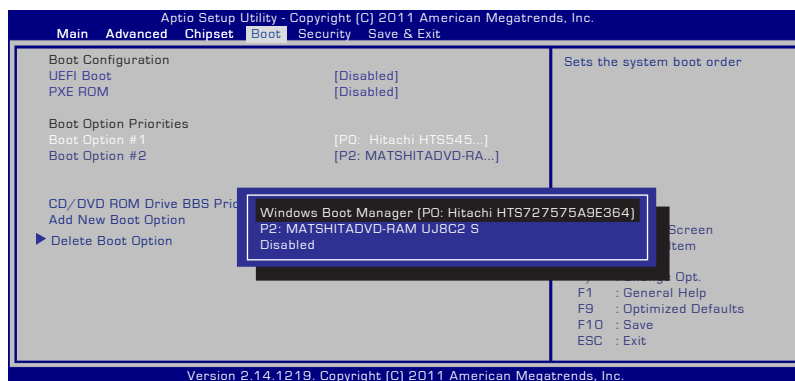 Aptio Setup Utility - Copyright (C) 2011 American Megatrends, Inc.
Main Advanced Chipset Boot Security Save & Exit
Boot Configuration
UEFI Boot [Disabled]
PXE ROM [Disabled]
Boot Option Priorities
Boot Option #1 [P0: Hitachi HTS545...]
Boot Option #2 [P2: MATSHITADVD-RA...]
CD/DVD ROM Drive BBS
Add New Boot Option
Delete Boot Option
Sets the system boot order
Windows Boot Manager (P0: Hitachi HTS727575A9E364)
P2: MATSHITADVD-RAM UJ8C2 S
Disabled
Screen
Item
Opt.
F1 : General Help
F9 : Optimized Defaults
F10 : Save
ESC : Exit
Version 2.14.1219. Copyright (C) 2011 American Megatrends, Inc.